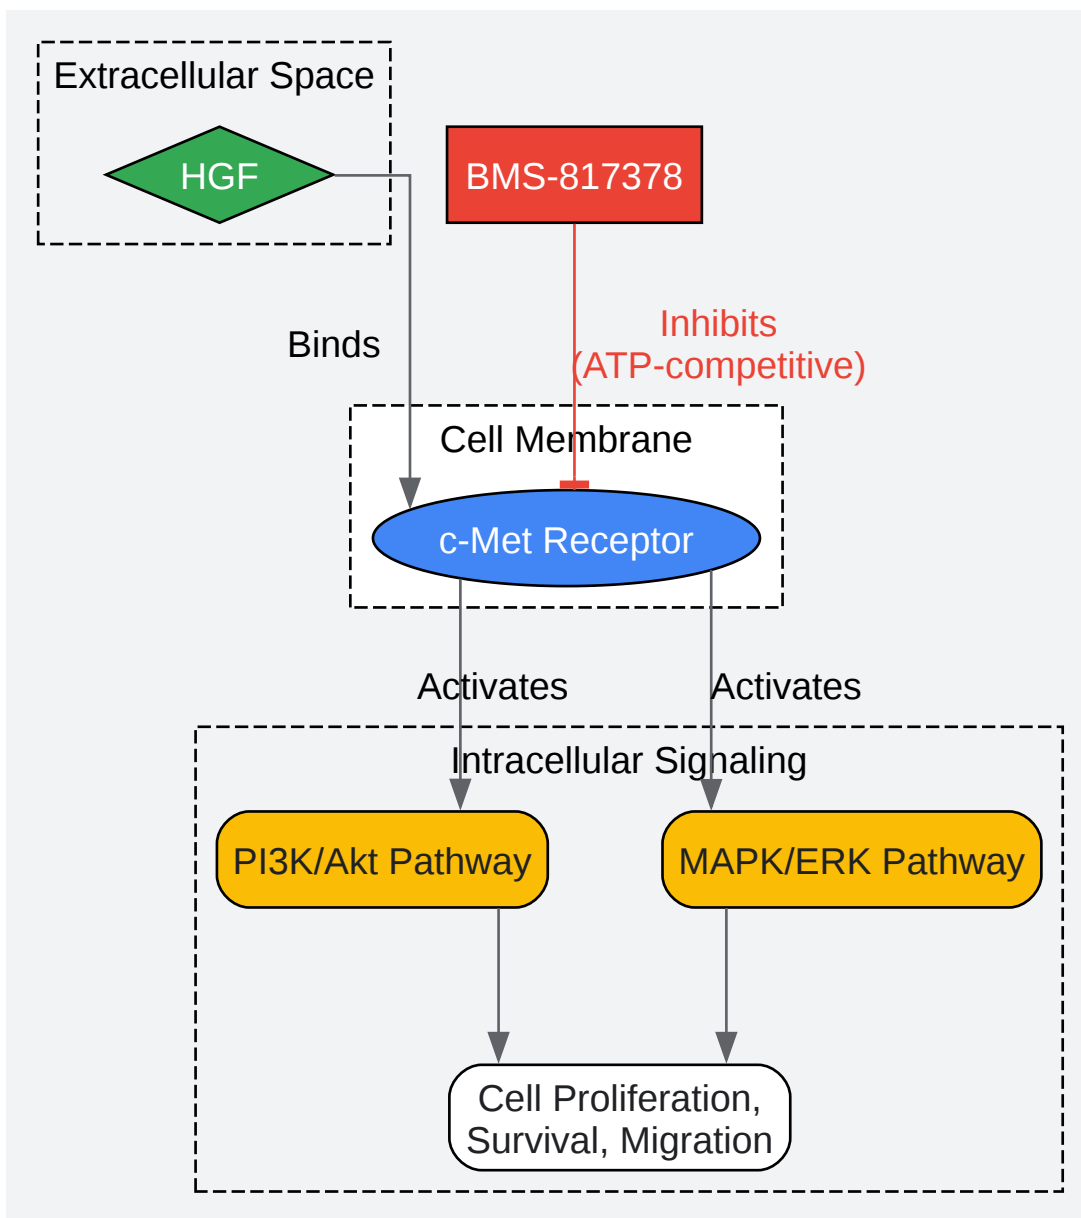 Extracellular Space
HGF
BMS-817378
Binds
Inhibits
(ATP-competitive)
Cell Membrane
c-Met Receptor
Activates
Activates
Intracellular Signaling
PI3K/Akt Pathway
MAPK/ERK Pathway
Cell Proliferation,
Survival, Migration